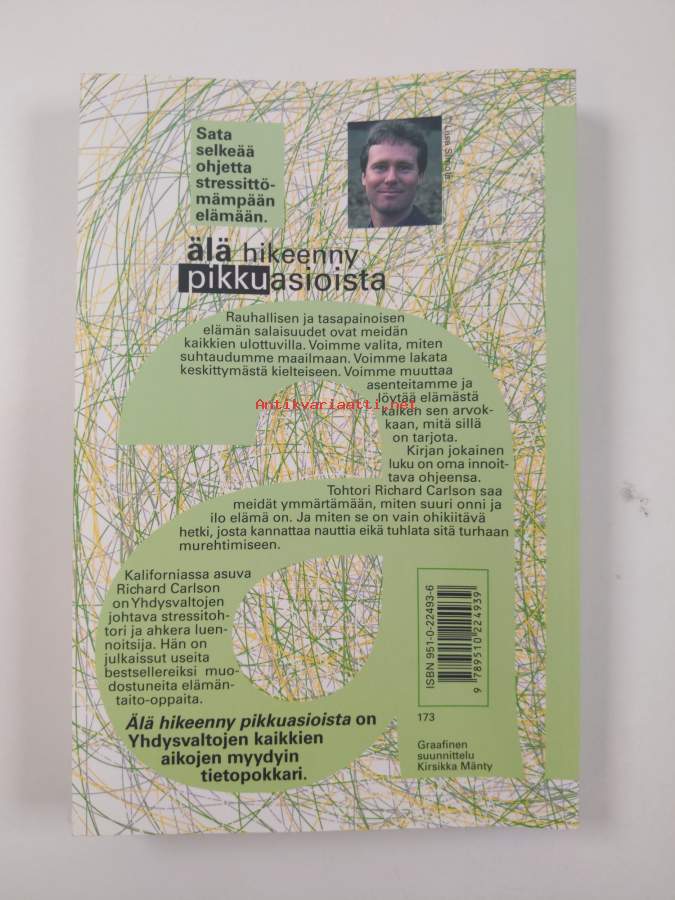 Sata
selkeää
ohjetta
stressittö-
mämpään
elämään.
älä hikeenny
pikkuasioista
Rauhallisen ja tasapainoisen
elämän salaisuudet ovat meidän
kaikkien ulottuvilla. Voimme valita, miten
suhtaudumme maailmaan. Voimme lakata
keskittymästä kielteiseen. Voimme muuttaa
asenteitamme ja
löytää elämästä
Antikvariaatti.net
kaiken sen arvok-
kaan, mitä sillä
on tarjota.
Kirjan jokainen
luku on oma innoit-
tava ohjeensa.
Tohtori Richard Carlson saa
meidät ymmärtämään, miten suuri onni ja
ilo elämä on. Ja miten se on vain ohikiitävä
hetki, josta kannattaa nauttia eikä tuhlata sitä turhaan
murehtimiseen.
Kaliforniassa asuva
Richard Carlson
on Yhdysvaltojen
johtava stressitoh-
tori ja ahkera luen-
noitsija. Hän on
julkaissut useita
bestsellereiksi muo-
dostuneita elämän-
taito-oppaita.
Älä hikeenny pikkuasioista on
Yhdysvaltojen kaikkien
aikojen myydyin
tietopokkari.
ISBN 951-0-22493-6
9 789510 224939
173
Graafinen
suunnittelu
Kirsikka Mänty